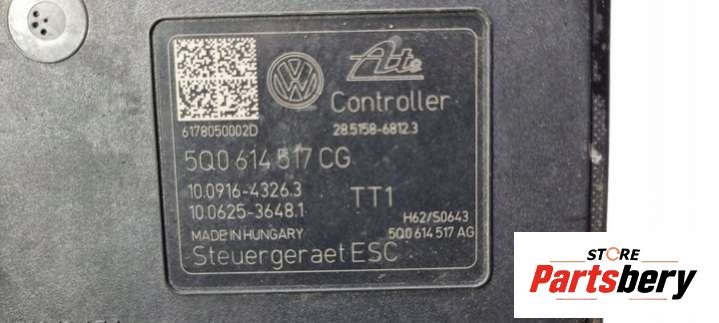 VW
Ate
Controller
6178050002D
28.5158-6812.3
5Q0 614 517 CG
10.0916-4326.3
TT1
10.0625-3648.1
H62/S0643
MADE IN HUNGARY
5Q0 614 517 AG
Steuergeraet ESC
STORE
Partsbery